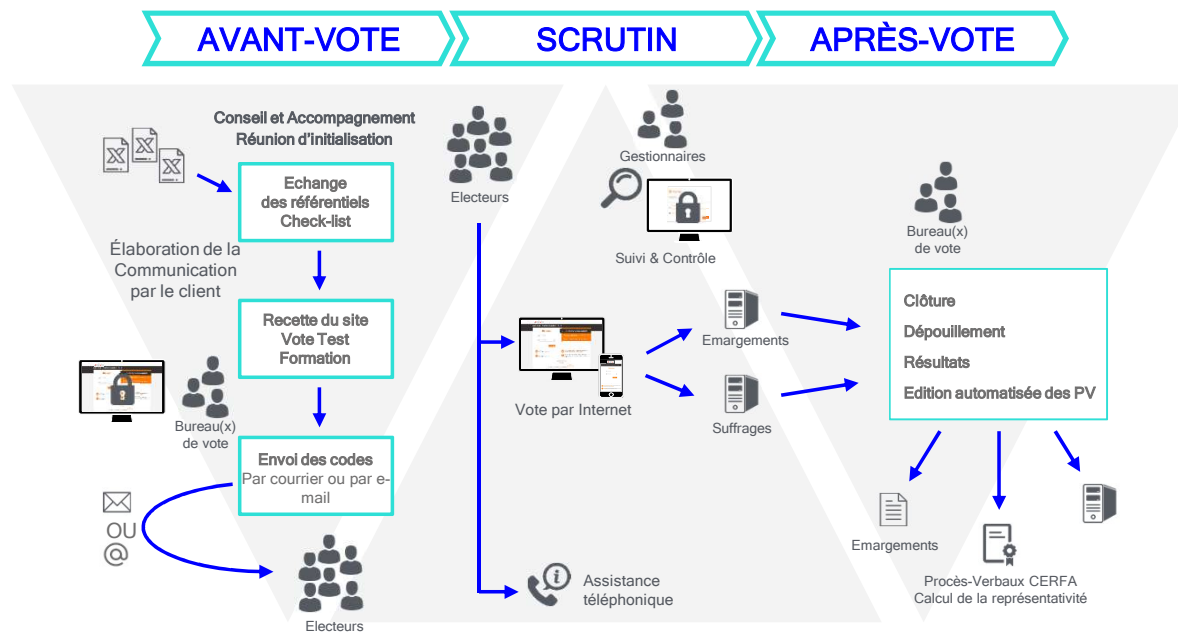 AVANT-VOTE
SCRUTIN
APRÈS-VOTE
Conseil et Accompagnement
Réunion d'Initialisation
Echange
des référentiels
Check-list
Élaboration de la
Communication
par le client
Recette du site
Vote Test
Formation
Bureau(x)
de vote
Envoi des codes
Par courrier ou par e-
mail
OU
@
Electeurs
Electeurs
Gestionnaires
Suivi & Contrôle
Vote par Internet
Emargements
Suffrages
Assistance
téléphonique
Bureau(x)
de vote
Clôture
Dépouillement
Résultats
Edition automatisée des PV
Emargements
Procès-Verbaux CERFA
Calcul de la représentativité